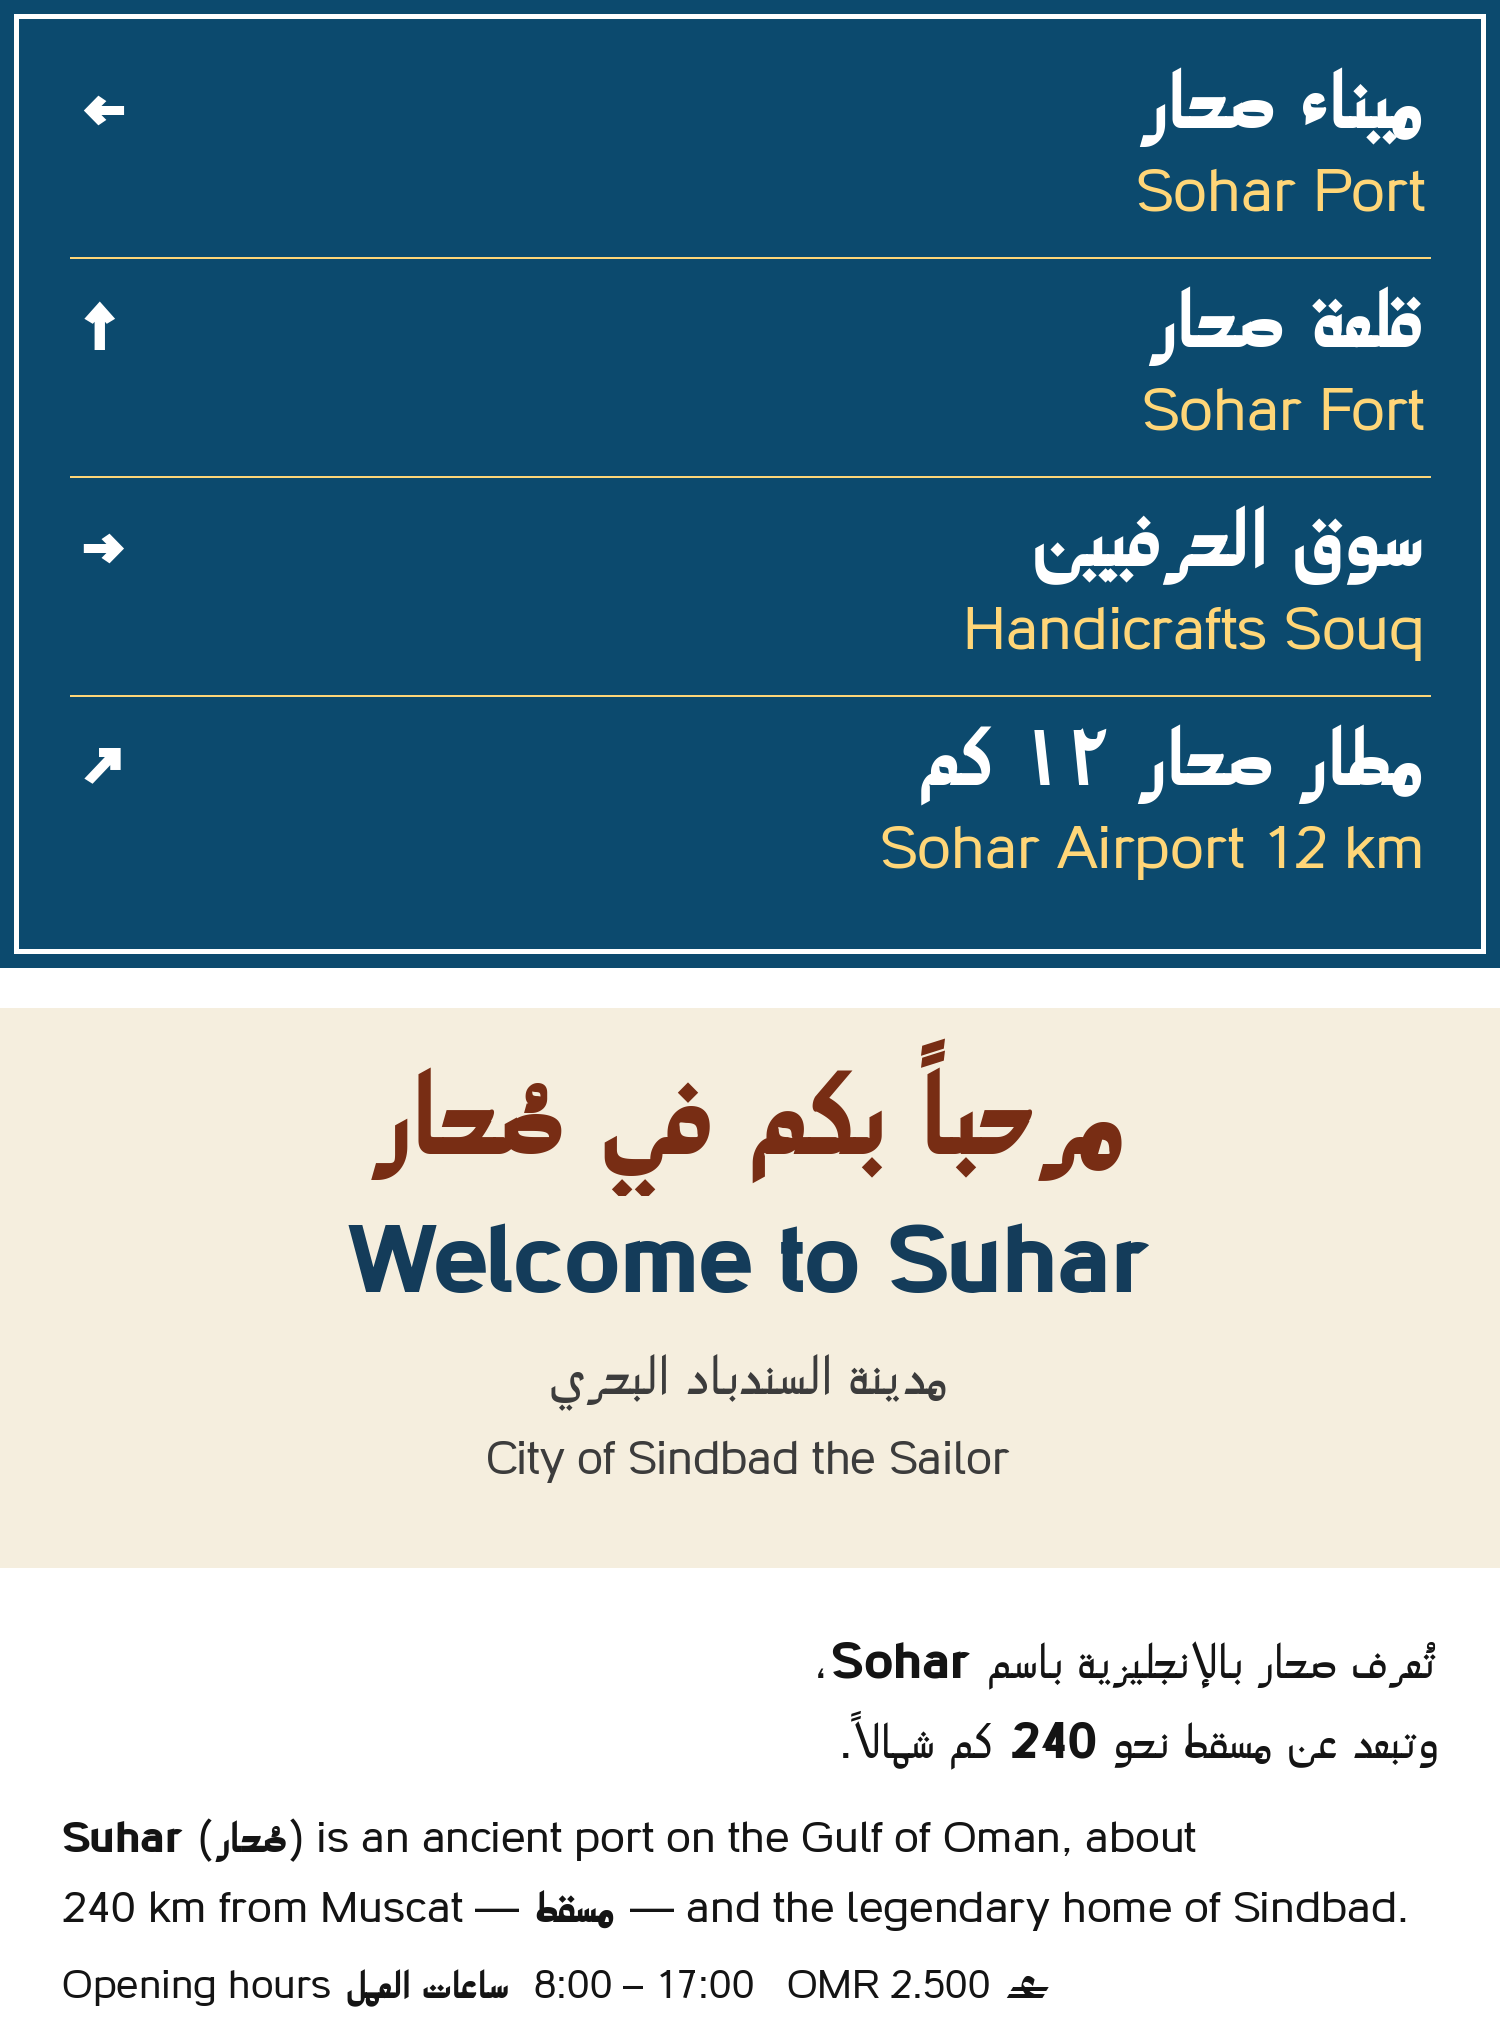 ميناء صحار ←
Sohar Port
قلعة صحار ↑
Sohar Fort
سوق الحرفيين →
Handicrafts Souq
مطار صحار ١٢ كم ↗
Sohar Airport 12 km
مرحباً بكم في صُحار
Welcome to Suhar
مدينة السندباد البحري
City of Sindbad the Sailor
تُعرف صحار بالإنجليزية باسم Sohar،
وتبعد عن مسقط نحو 240 كم شمالاً.
Suhar (صُحار) is an ancient port on the Gulf of Oman, about
240 km from Muscat — مسقط — and the legendary home of Sindbad.
Opening hours ساعات العمل 8:00 – 17:00 OMR 2.500